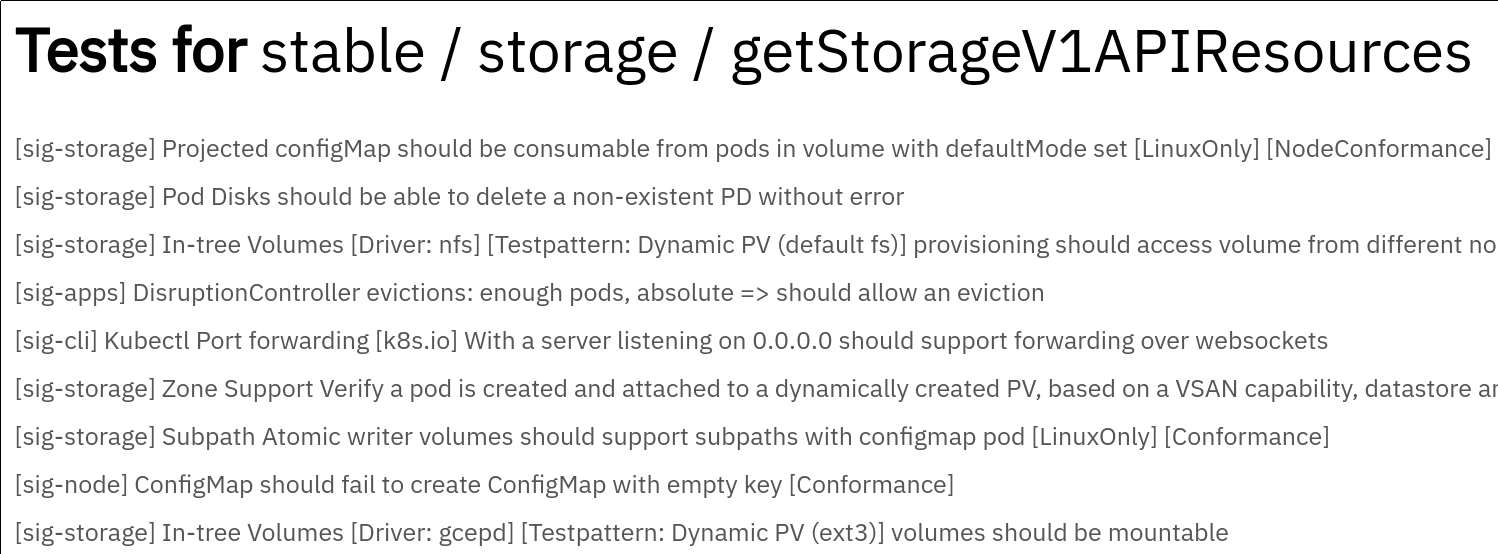 Tests for stable / storage / getStorageV1APIResources
[sig-storage] Projected configMap should be consumable from pods in volume with defaultMode set [LinuxOnly] [NodeConformance]
[sig-storage] Pod Disks should be able to delete a non-existent PD without error
[sig-storage] In-tree Volumes [Driver: nfs] [Testpattern: Dynamic PV (default fs)] provisioning should access volume from different
[sig-apps] DisruptionController evictions: enough pods, absolute => should allow an eviction
[sig-cli] Kubectl Port forwarding [k8s.io] With a server listening on 0.0.0.0 should support forwarding over websockets
[sig-storage] Zone Support Verify a pod is created and attached to a dynamically created PV, based on a VSAN capability, datastore
[sig-storage] Subpath Atomic writer volumes should support subpaths with configmap pod [LinuxOnly] [Conformance]
[sig-node] ConfigMap should fail to create ConfigMap with empty key [Conformance]
[sig-storage] In-tree Volumes [Driver: gcepd] [Testpattern: Dynamic PV (ext3)] volumes should be mountable